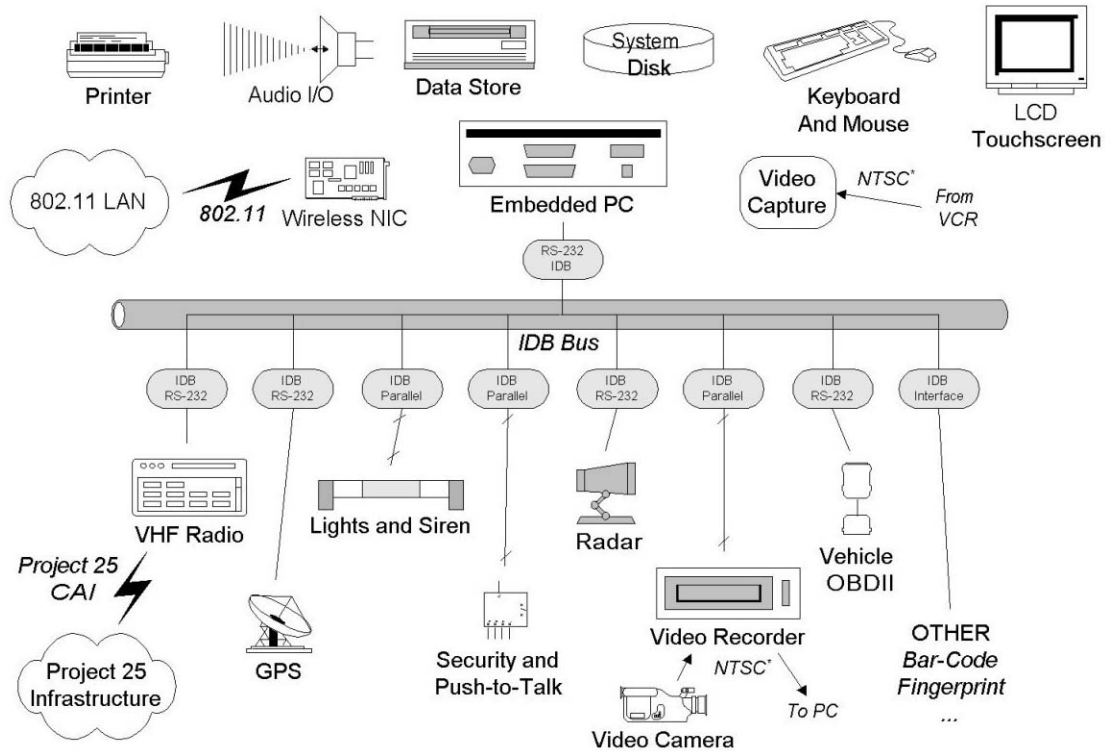 Printer
Audio I/O
Data Store
System
Disk
Keyboard
And Mouse
LCD
Touchscreen
802.11 LAN
802.11
Wireless NIC
Embedded PC
Video
Capture
NTSC*
From
VCR
RS-232
IDB
IDB Bus
IDB
RS-232
IDB
RS-232
IDB
Parallel
IDB
Parallel
IDB
RS-232
IDB
Parallel
IDB
RS-232
IDB
Interface
VHF Radio
Lights and Siren
Radar
Vehicle
OBDII
Project 25
CAI
Project 25
Infrastructure
GPS
Security and
Push-to-Talk
Video Recorder
NTSC*
To PC
Video Camera
OTHER
Bar-Code
Fingerprint
...